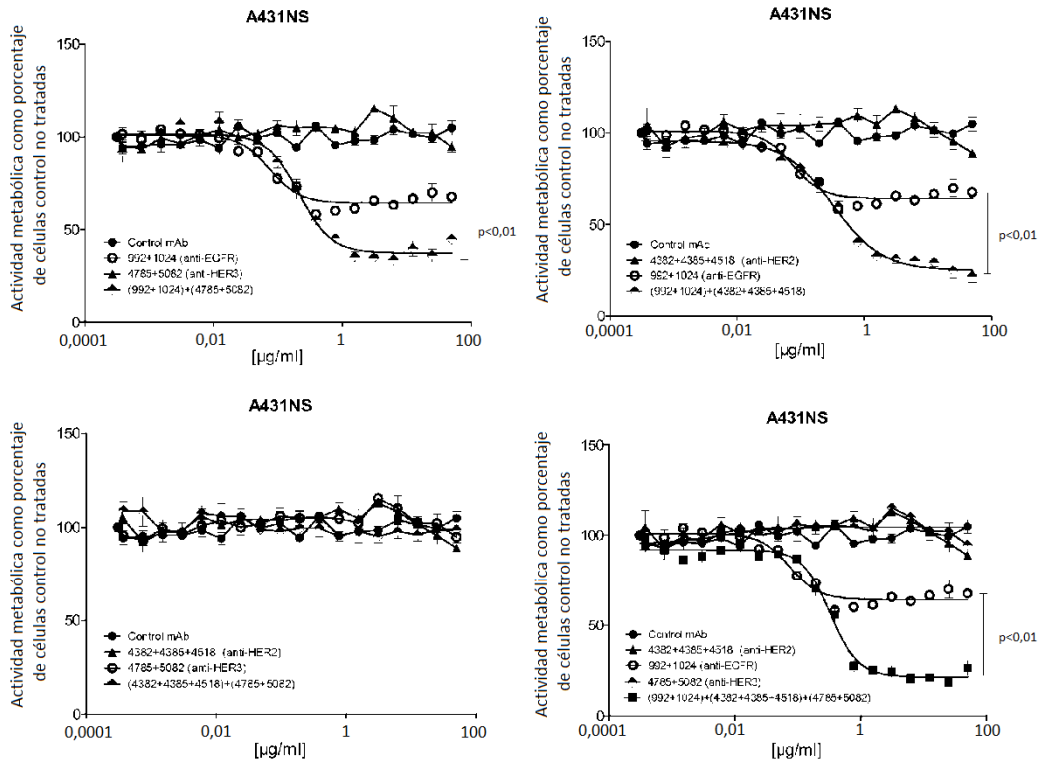 A431NS
Actividad metabólica como porcentaje
de células control no tratadas
150
100
50
0
Control mAb
992+1024 (anti-EGFR)
4785+5082 (anti-HER3)
(992+1024)+(4785+5082)
p<0,01
0,0001
0,01
1
100
[µg/ml]
A431NS
Actividad metabólica como porcentaje
de células control no tratadas
150
100
50
0
Control mAb
4382+4385+4518 (anti-HER2)
992+1024 (anti-EGFR)
(992+1024)+(4382+4385+4518)
p<0,01
0,0001
0,01
1
100
[µg/ml]
A431NS
Actividad metabólica como porcentaje
de células control no tratadas
150
100
50
0
Control mAb
4382+4385+4518 (anti-HER2)
4785+5082 (anti-HER3)
(4382+4385+4518)+(4785+5082)
0,0001
0,01
1
100
[µg/ml]
A431NS
Actividad metabólica como porcentaje
de células control no tratadas
150
100
50
0
Control mAb
4382+4385+4518 (anti-HER2)
992+1024 (anti-EGFR)
4785+5082 (anti-HER3)
(992+1024)+(4382+4385+4518)+(4785+5082)
p<0,01
0,0001
0,01
1
100
[µg/ml]